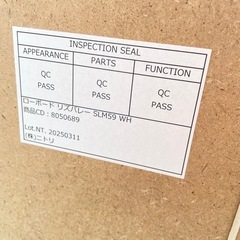 INSPECTION SEAL
APPEARANCE PARTS FUNCTION
QC QC QC
PASS PASS PASS
ローボード リズバレー SLM59 WH
商品CD : 8050689
Lot.NT. 20250311
(株)ニトリ